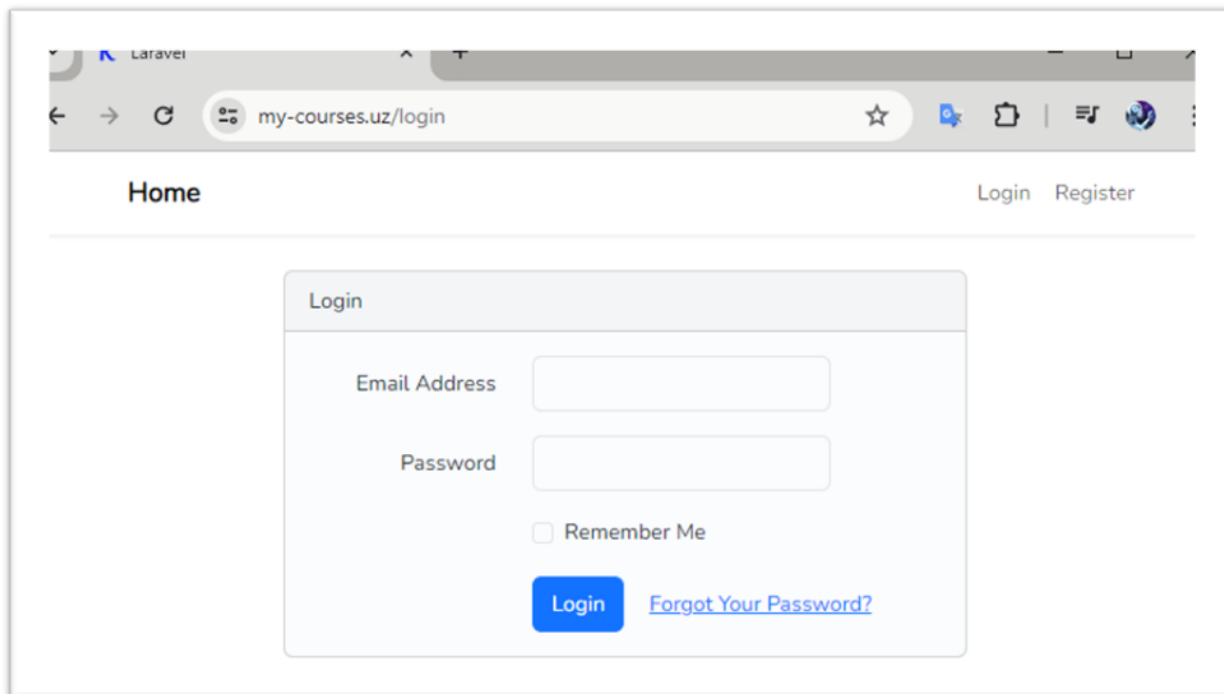 Laravel
my-courses.uz/login
Home Login Register
Login
Email Address
Password
Remember Me
Login Forgot Your Password?